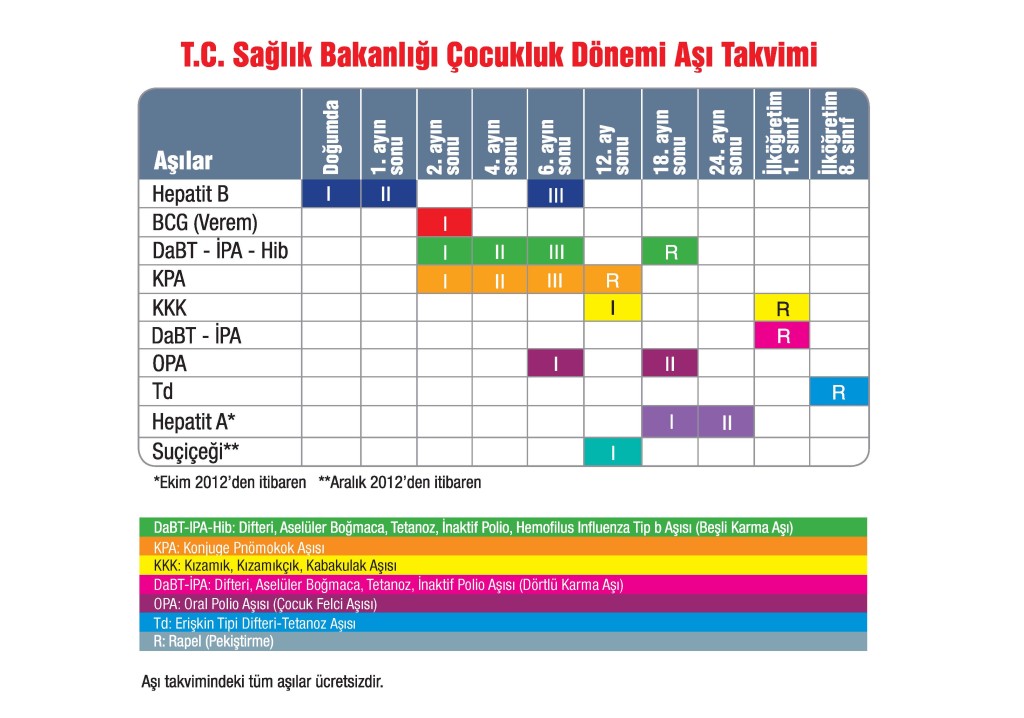 T.C. Sağlık Bakanlığı Çocukluk Dönemi Aşı Takvimi
Aşılar Doğumda 1. ayın sonu 2. ayın sonu 4. ayın sonu 6. ayın sonu 12. ay sonu 18. ayın sonu 24. ayın sonu İlköğretim 1. sınıf İlköğretim 8. sınıf
Hepatit B I II III
BCG (Verem) I
DaBT - İPA - Hib I II III R
KPA I II III R
KKK I R
DaBT - İPA R
OPA I II
Td R
Hepatit A* I II
Suçiçeği** I
*Ekim 2012'den itibaren **Aralık 2012'den itibaren
DaBT-IPA-Hib: Difteri, Aselüler Boğmaca, Tetanoz, İnaktif Polio, Hemofilus Influenza Tip b Aşısı (Beşli Karma Aşı)
KPA: Konjuge Pnömokok Aşısı
KKK: Kızamık, Kızamıkçık, Kabakulak Aşısı
DaBT-İPA: Difteri, Aselüler Boğmaca, Tetanoz, İnaktif Polio Aşısı (Dörtlü Karma Aşı)
OPA: Oral Polio Aşısı (Çocuk Felci Aşısı)
Td: Erişkin Tipi Difteri-Tetanoz Aşısı
R: Rapel (Pekiştirme)
Aşı takvimindeki tüm aşılar ücretsizdir.